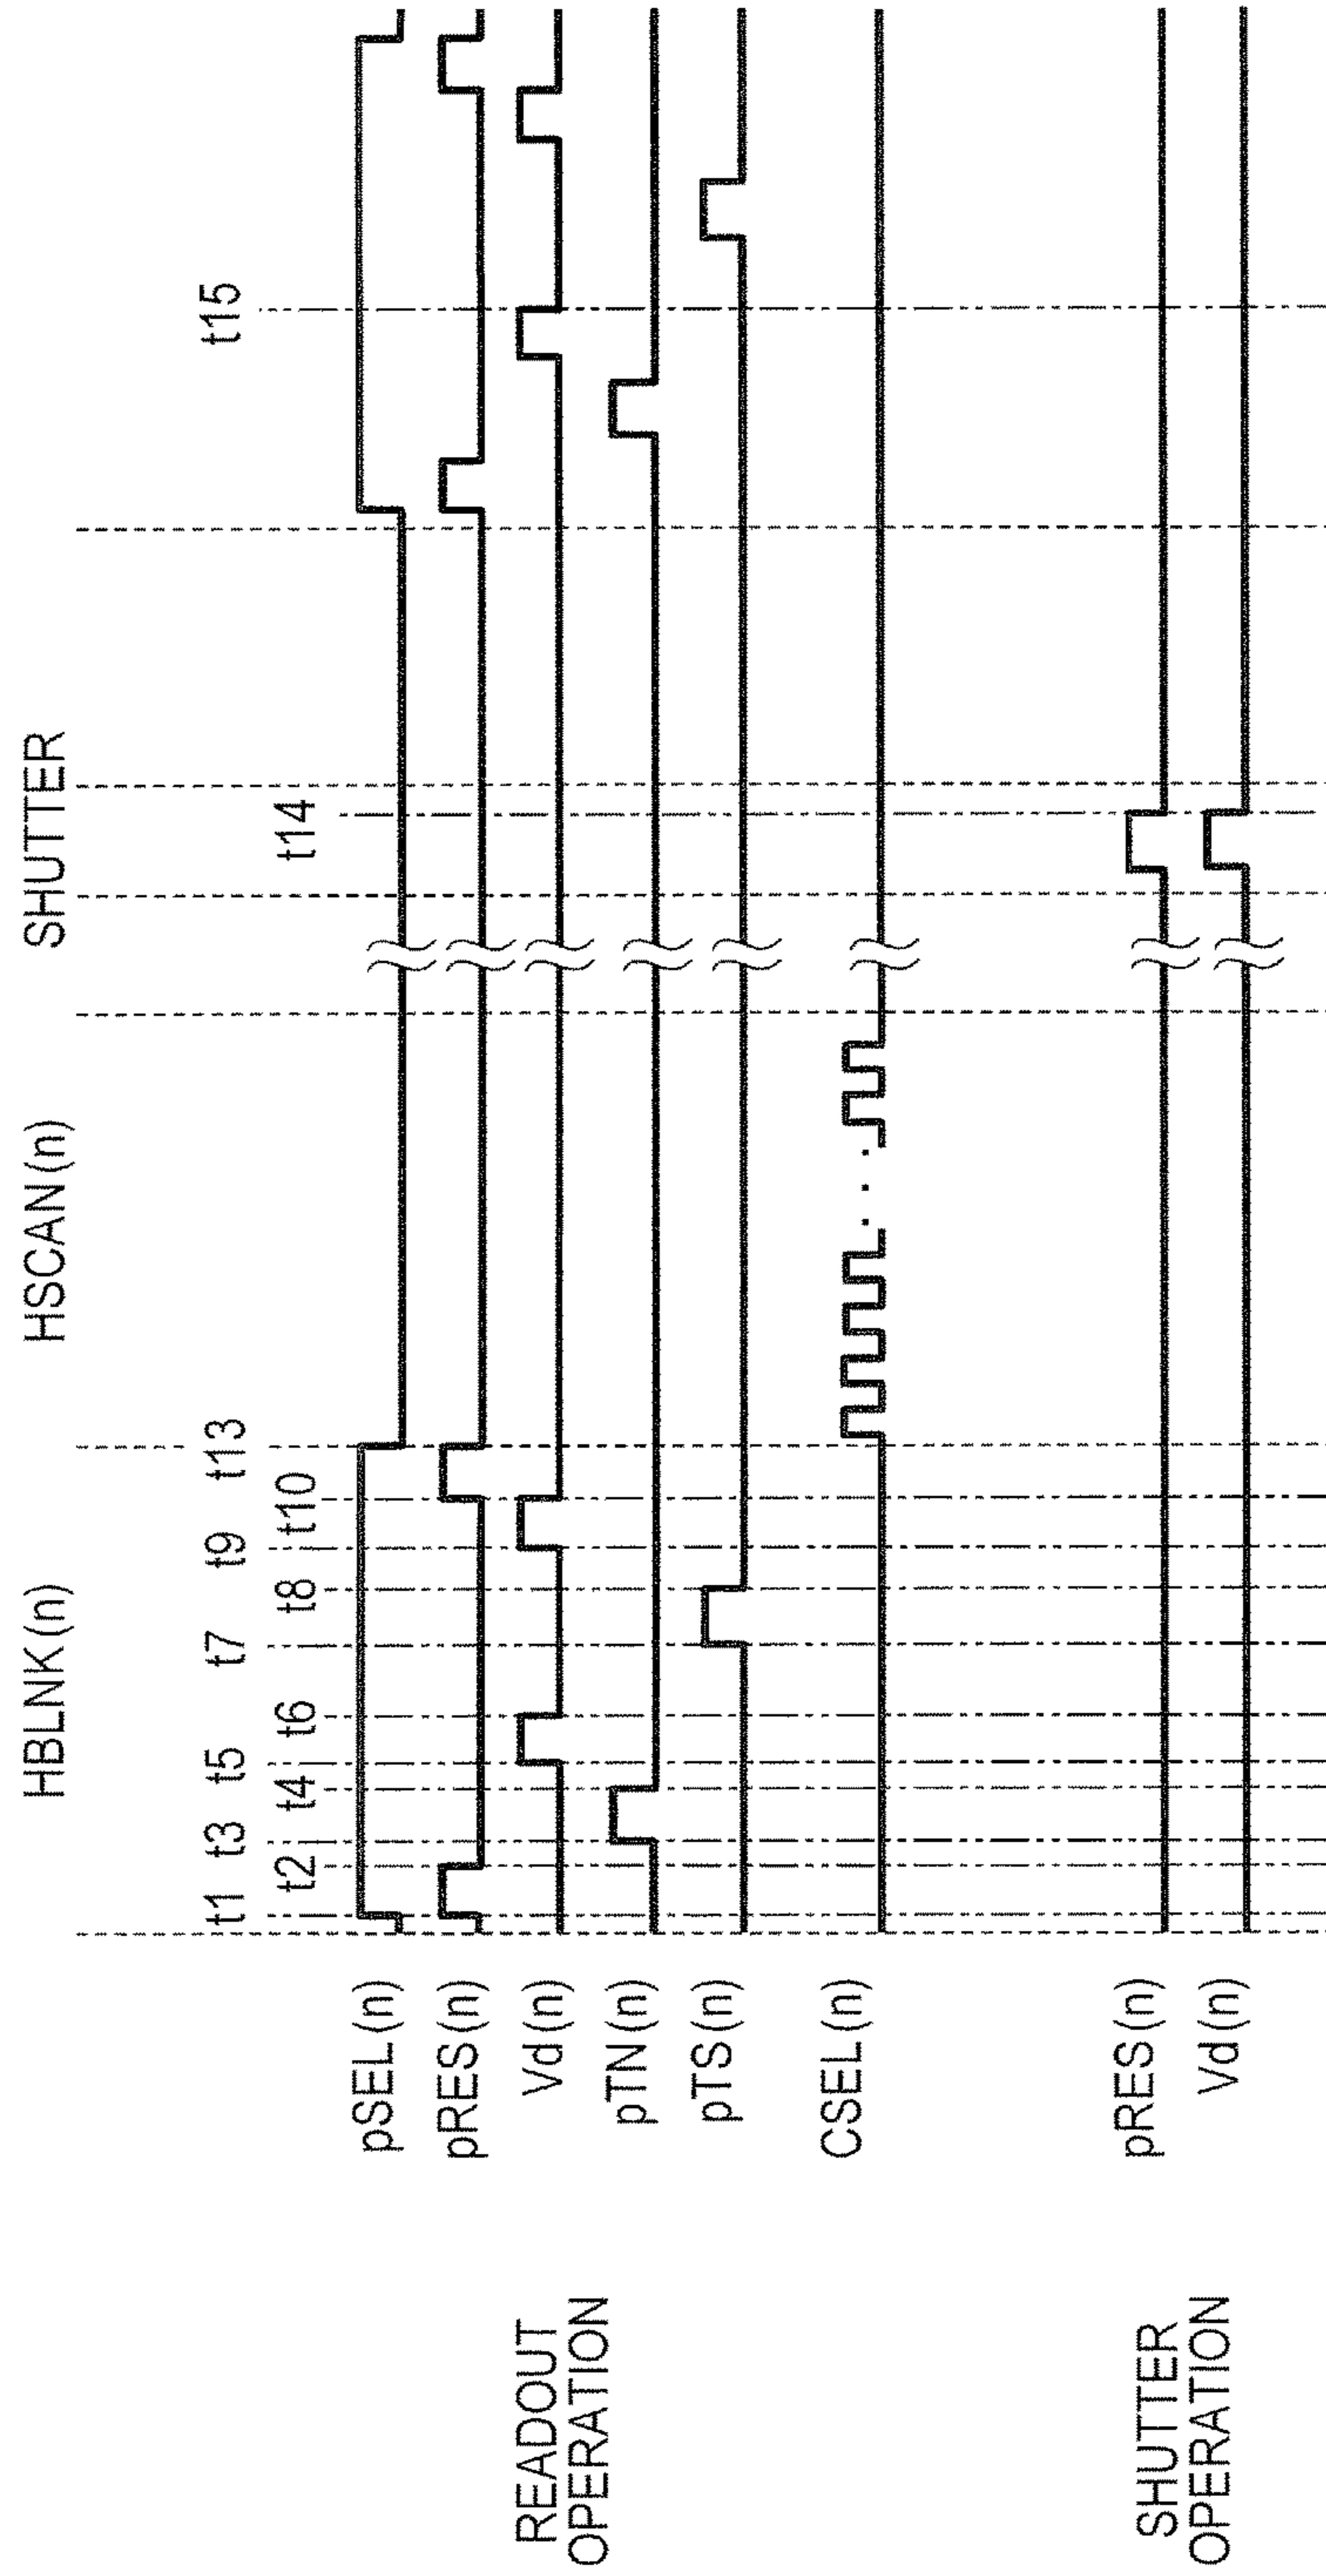 HBLNK(n)
HSCAN(n)
SHUTTER
t1
t3
t5
t7
t9
t13
t15
t2
t4
t6
t8
t10
t14
READOUT
OPERATION
pSEL(n)
pRES(n)
Vd(n)
pTN(n)
pTS(n)
CSEL(n)
SHUTTER
OPERATION
pRES(n)
Vd(n)